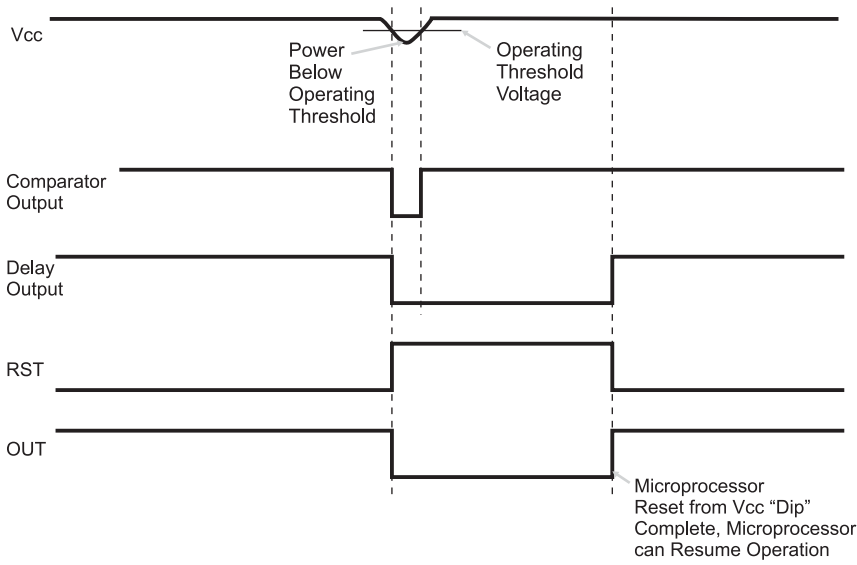 Vcc
Power
Below
Operating
Threshold
Operating
Threshold
Voltage
Comparator
Output
Delay
Output
RST
OUT
Microprocessor
Reset from Vcc “Dip”
Complete, Microprocessor
can Resume Operation